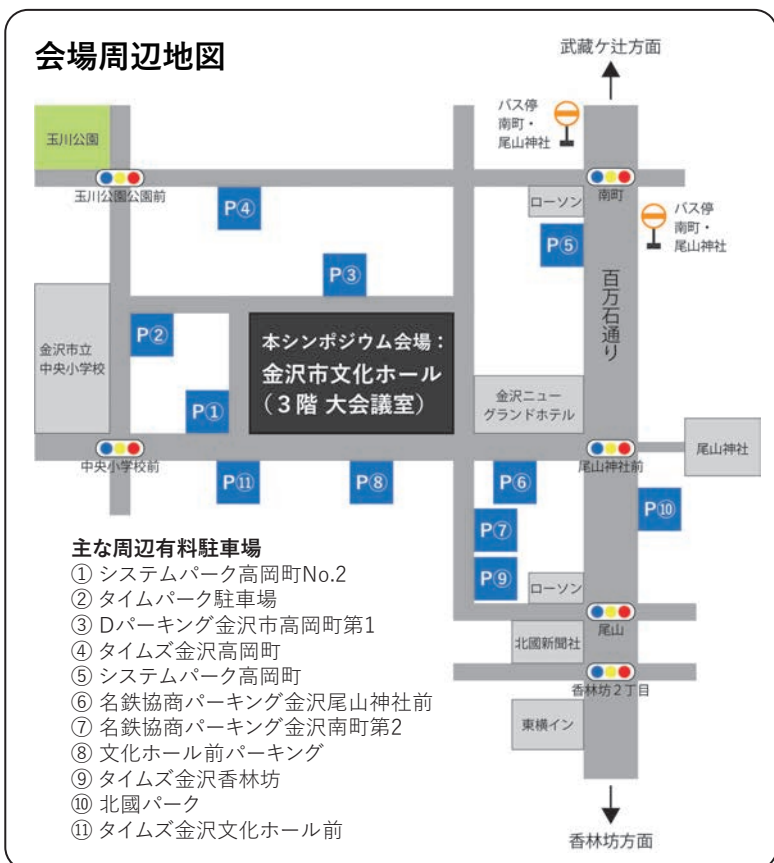 会場周辺地図
武蔵ケ辻方面
バス停
南町・
尾山神社
玉川公園
玉川公園公園前
南町
P④
ローソン
バス停
南町・
尾山神社
P⑤
P③
百万石通り
金沢市立
中央小学校
P②
本シンポジウム会場：
金沢市文化ホール
（３階 大会議室）
金沢ニュー
グランドホテル
P①
中央小学校前
尾山神社前
尾山神社
P⑪
P⑧
P⑥
P⑩
P⑦
P⑨
ローソン
尾山
北國新聞社
香林坊２丁目
東横イン
香林坊方面
主な周辺有料駐車場
① システムパーク高岡町No.2
② タイムパーク駐車場
③ Dパーキング金沢市高岡町第1
④ タイムズ金沢高岡町
⑤ システムパーク高岡町
⑥ 名鉄協商パーキング金沢尾山神社前
⑦ 名鉄協商パーキング金沢南町第2
⑧ 文化ホール前パーキング
⑨ タイムズ金沢香林坊
⑩ 北國パーク
⑪ タイムズ金沢文化ホール前